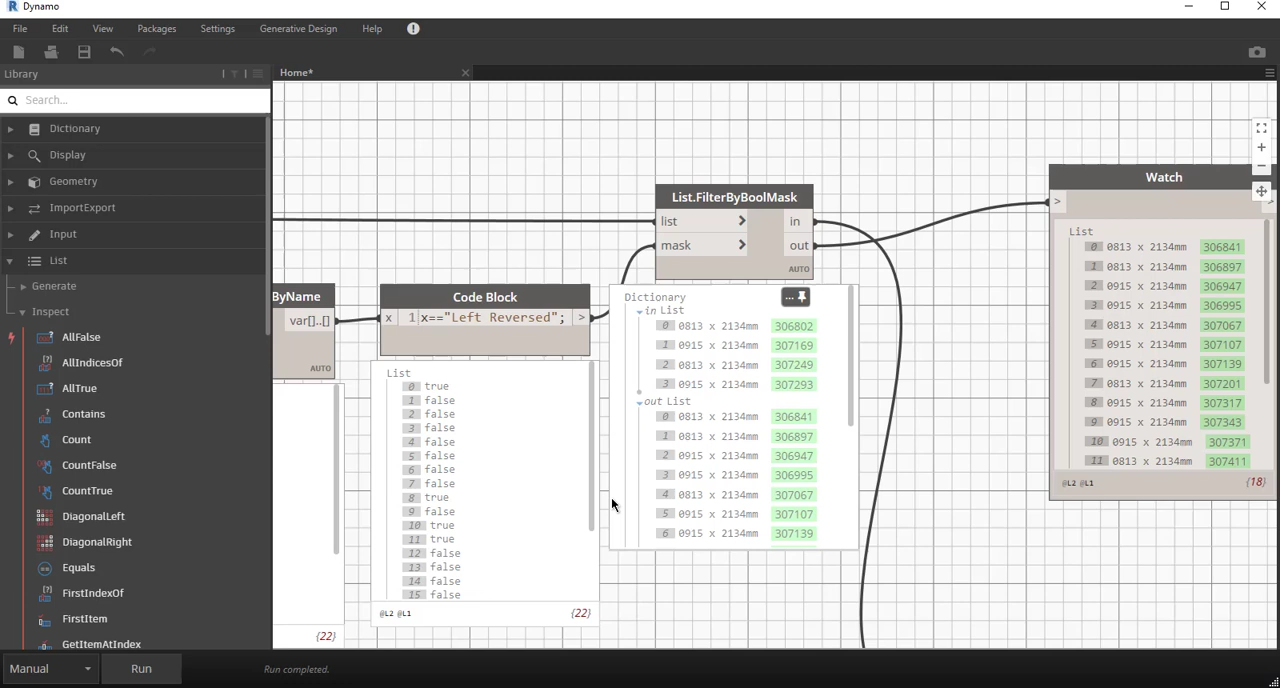 Dynamo
File Edit View Packages Settings Generative Design Help
Library
Home*
Search...
Dictionary
Display
Geometry
ImportExport
Input
List
Generate
Inspect
AllFalse
AllIndicesOf
AllTrue
Contains
Count
CountFalse
CountTrue
DiagonalLeft
DiagonalRight
Equals
FirstIndexOf
FirstItem
GetItemAtIndex
ByName
var[]..[]
AUTO
{22}
Code Block
x 1 x=="Left Reversed"; >
List
0 true
1 false
2 false
3 false
4 false
5 false
6 false
7 false
8 true
9 false
10 true
11 true
12 false
13 false
14 false
15 false
@L2 @L1 {22}
List.FilterByBoolMask
list > in
mask > out
AUTO
Dictionary ...
in List
0 0813 x 2134mm 306802
1 0915 x 2134mm 307169
2 0915 x 2134mm 307249
3 0915 x 2134mm 307293
out List
0 0813 x 2134mm 306841
1 0813 x 2134mm 306897
2 0915 x 2134mm 306947
3 0915 x 2134mm 306995
4 0813 x 2134mm 307067
5 0915 x 2134mm 307107
6 0915 x 2134mm 307139
Watch
> >
List
0 0813 x 2134mm 306841
1 0813 x 2134mm 306897
2 0915 x 2134mm 306947
3 0915 x 2134mm 306995
4 0813 x 2134mm 307067
5 0915 x 2134mm 307107
6 0915 x 2134mm 307139
7 0813 x 2134mm 307201
8 0915 x 2134mm 307317
9 0915 x 2134mm 307343
10 0915 x 2134mm 307371
11 0813 x 2134mm 307411
@L2 @L1 {18}
Manual Run Run completed.